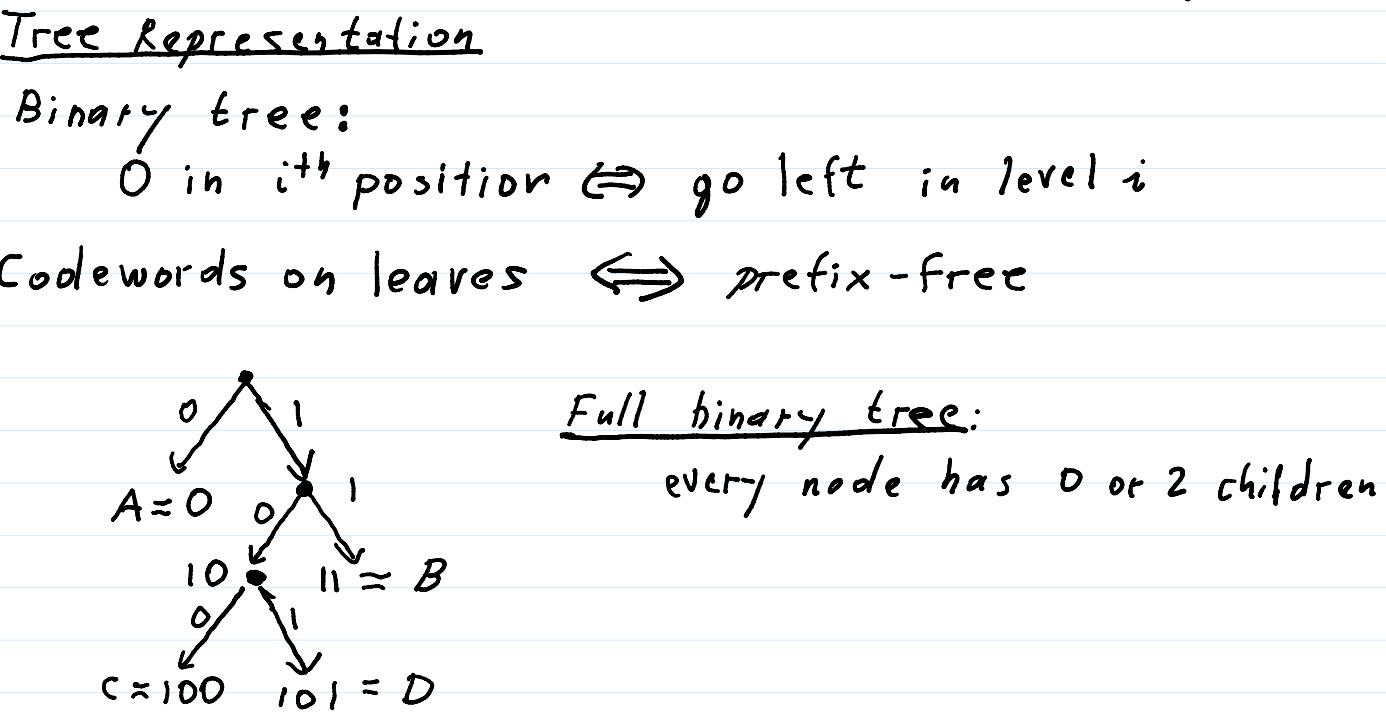 Tree Representation
Binary tree:
0 in i^th position ⇔ go left in level i
Codewords on leaves ⇔ prefix-free
0 1
Full binary tree:
every node has 0 or 2 children
A ≈ 0 0 1
10 11 ≈ B
0 1
C ≈ 100 101 = D